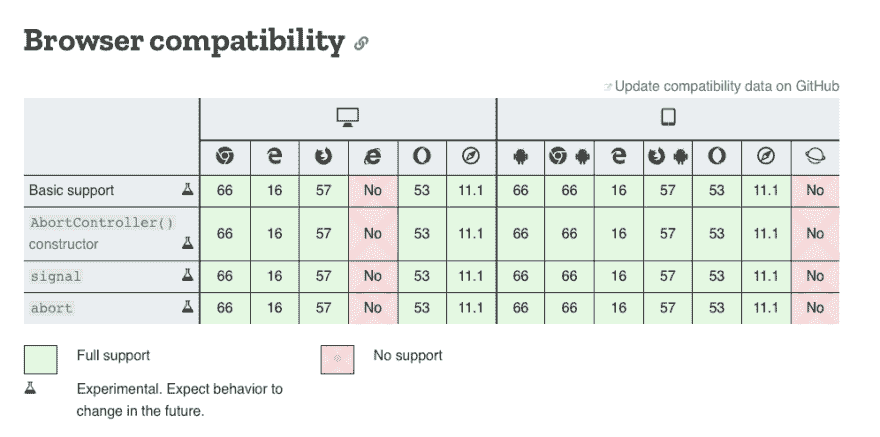 Browser compatibility
Update compatibility data on GitHub
Basic support 66 16 57 No 53 11.1 66 66 16 57 53 11.1 No
AbortController()
constructor 66 16 57 No 53 11.1 66 66 16 57 53 11.1 No
signal 66 16 57 No 53 11.1 66 66 16 57 53 11.1 No
abort 66 16 57 No 53 11.1 66 66 16 57 53 11.1 No
Full support No support
Experimental. Expect behavior to
change in the future.